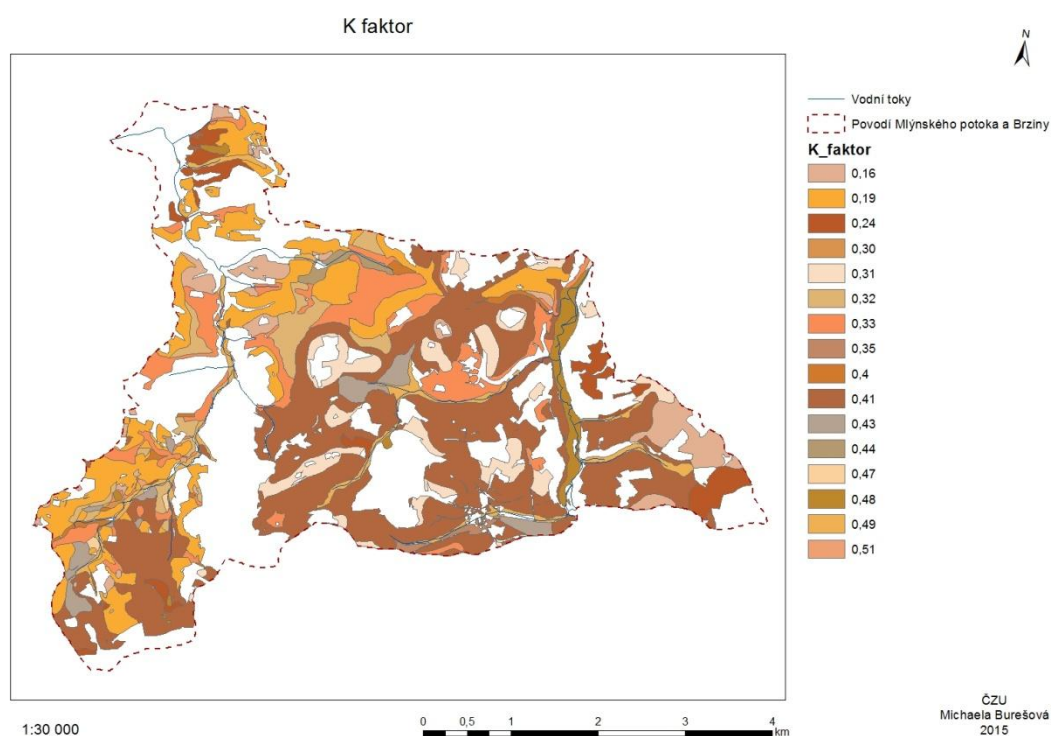 K faktor
N
Vodní toky
Povodí Mlýnského potoka a Brziny
K_faktor
0,16
0,19
0,24
0,30
0,31
0,32
0,33
0,35
0,4
0,41
0,43
0,44
0,47
0,48
0,49
0,51
1:30 000
0 0,5 1 2 3 4
km
ČZU
Michaela Burešová
2015